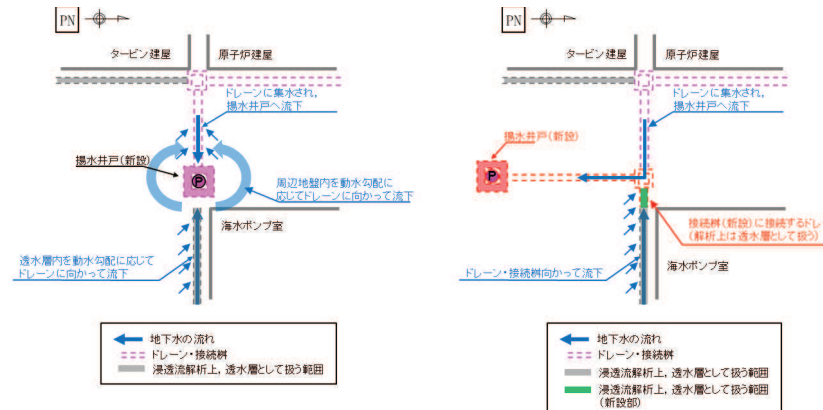 PN
タービン建屋
原子炉建屋
ドレーンに集水され,
揚水井戸へ流下
揚水井戸(新設)
P
周辺地盤内を動水勾配に
応じてドレーンに向かって流下
海水ポンプ室
透水層内を動水勾配に応じて
ドレーンに向かって流下
地下水の流れ
ドレーン・接続桝
浸透流解析上,透水層として扱う範囲
PN
タービン建屋
原子炉建屋
ドレーンに集水され,
揚水井戸へ流下
揚水井戸(新設)
P
接続桝(新設)に接続するドレ
(解析上は透水層として扱う)
海水ポンプ室
ドレーン・接続桝向かって流下
地下水の流れ
ドレーン・接続桝
浸透流解析上,透水層として扱う範囲
浸透流解析上,透水層として扱う範囲
(新設部)